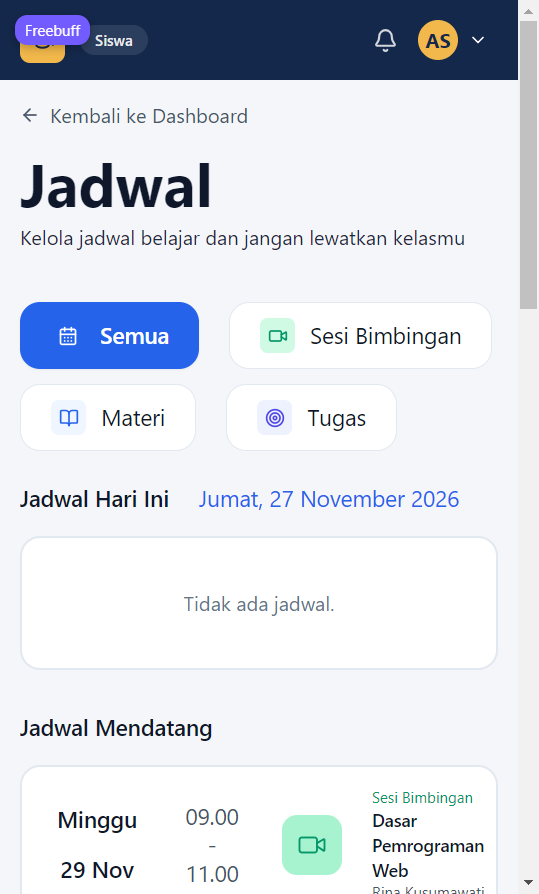 Freebuff
Siswa
AS
Kembali ke Dashboard
Jadwal
Kelola jadwal belajar dan jangan lewatkan kelasmu
Semua
Sesi Bimbingan
Materi
Tugas
Jadwal Hari Ini
Jumat, 27 November 2026
Tidak ada jadwal.
Jadwal Mendatang
Minggu
29 Nov
09.00
-
11.00
Sesi Bimbingan
Dasar
Pemrograman
Web
Rina Kusumawati